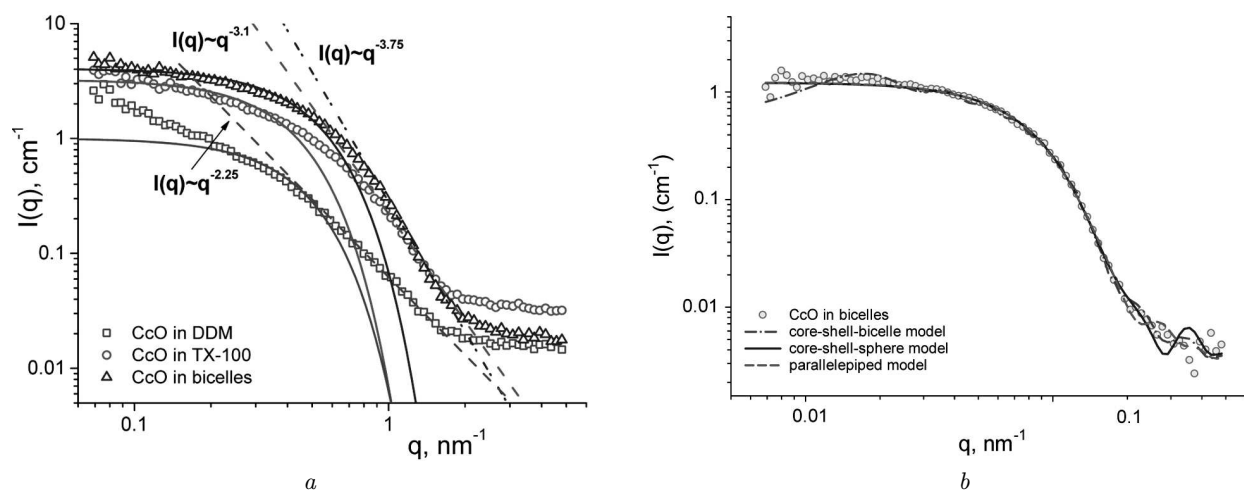 a
b
10
1
0.1
0.01
I(q), cm⁻¹
I(q)~q⁻³·¹
I(q)~q⁻³·⁷⁵
I(q)~q⁻²·²⁵
CcO in DDM
CcO in TX-100
CcO in bicelles
0.1
1
q, nm⁻¹
a
1
0.1
0.01
I(q), (cm⁻¹)
CcO in bicelles
core-shell-bicelle model
core-shell-sphere model
parallelepiped model
0.01
0.1
q, nm⁻¹
b